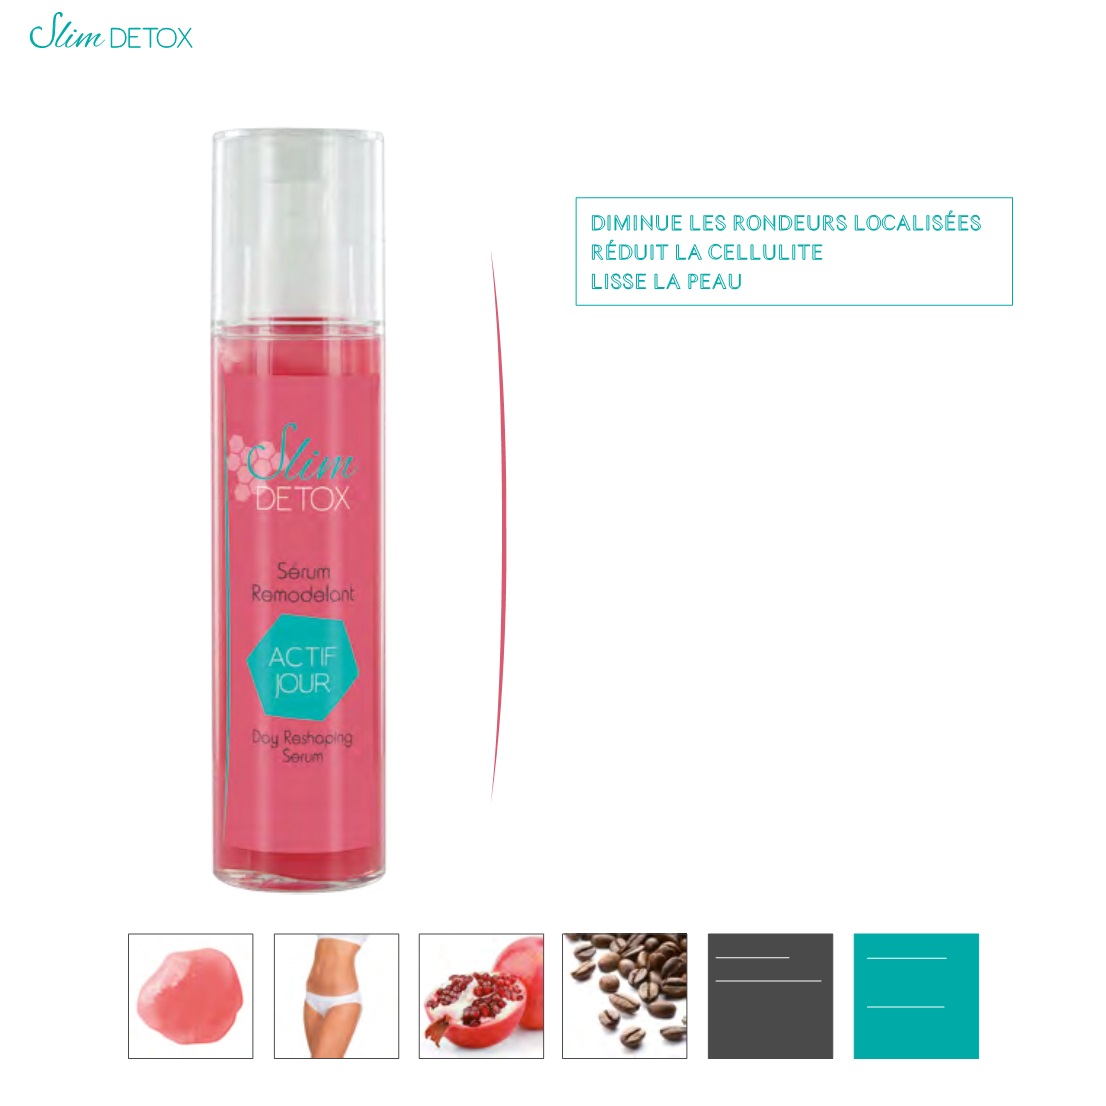 Slim DETOX
DIMINUE LES RONDEURS LOCALISÉES
RÉDUIT LA CELLULITE
LISSE LA PEAU
Slim
DETOX
Sérum
Remodelant
ACTIF
JOUR
Day Reshaping
Serum